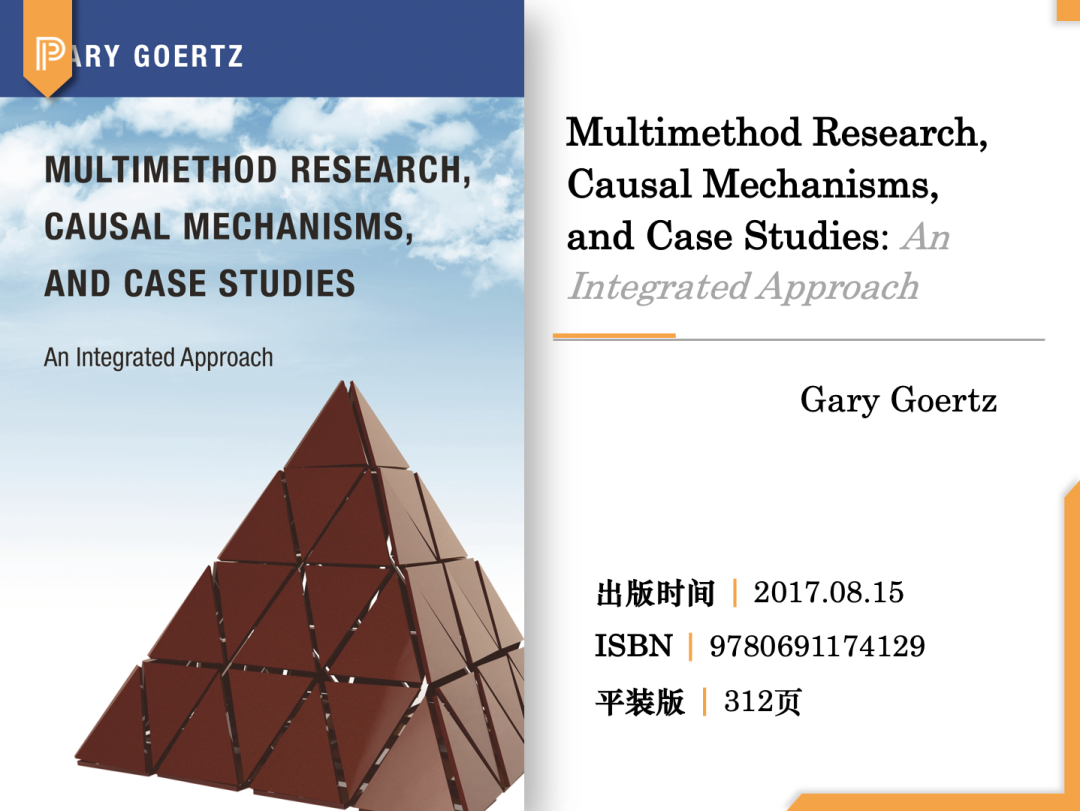 ARY GOERTZ
MULTIMETHOD RESEARCH,
CAUSAL MECHANISMS,
AND CASE STUDIES
An Integrated Approach
Multimethod Research,
Causal Mechanisms,
and Case Studies: An
Integrated Approach
Gary Goertz
出版时间 | 2017.08.15
ISBN | 9780691174129
平装版 | 312页